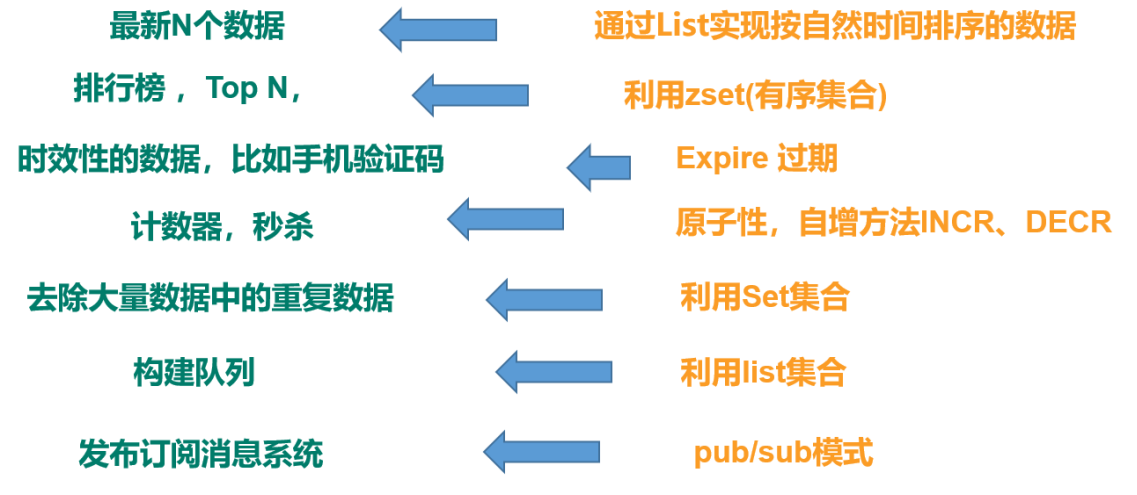 最新N个数据 通过List实现按自然时间排序的数据
排行榜，Top N， 利用zset(有序集合)
时效性的数据，比如手机验证码 Expire 过期
计数器，秒杀 原子性，自增方法INCR、DECR
去除大量数据中的重复数据 利用Set集合
构建队列 利用list集合
发布订阅消息系统 pub/sub模式